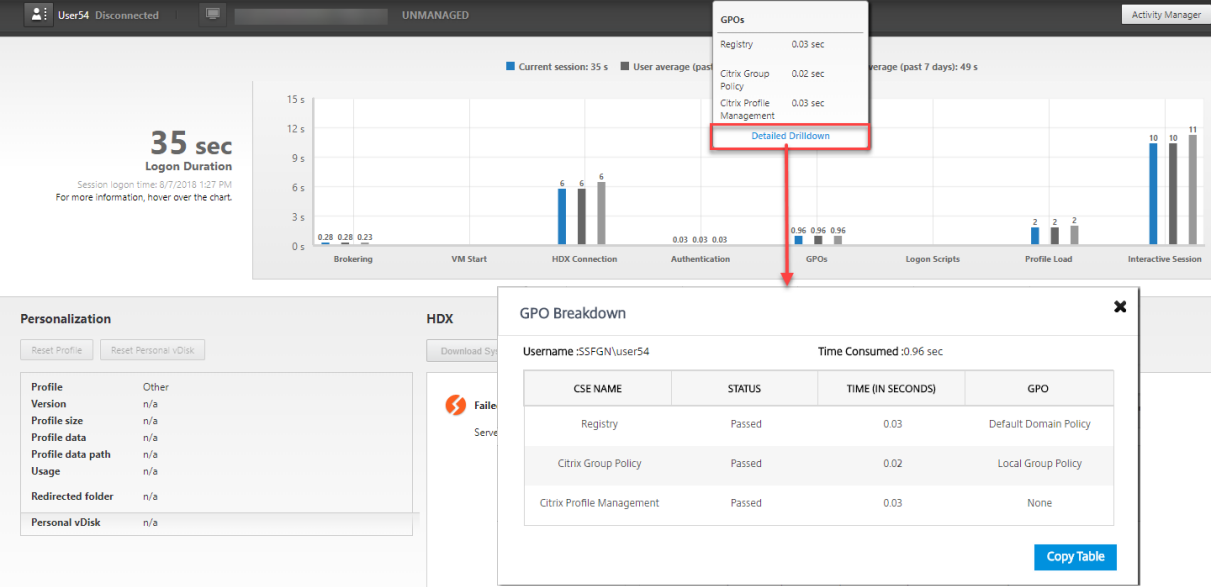 User54 Disconnected
UNMANAGED
Activity Manager
GPOs
Registry 0.03 sec
Citrix Group 0.02 sec
Policy
Citrix Profile 0.03 sec
Management
Detailed Drilldown
Current session: 35 s User average (past verage (past 7 days): 49 s
35 sec
Logon Duration
Session logon time: 8/7/2018 1:27 PM
For more information, hover over the chart.
15 s
12 s
9 s
6 s
3 s
0 s
0.28 0.28 0.23
6 6 6
0.03 0.03 0.03
0.96 0.96 0.96
2 2 2
10 10 11
Brokering VM Start HDX Connection Authentication GPOs Logon Scripts Profile Load Interactive Session
Personalization
Reset Profile Reset Personal vDisk
Profile Other
Version n/a
Profile size n/a
Profile data n/a
Profile data path n/a
Usage n/a
Redirected folder n/a
Personal vDisk n/a
HDX
Download Sys
Faile
Serve
GPO Breakdown
Username :SSFGN\user54 Time Consumed :0.96 sec
CSE NAME STATUS TIME (IN SECONDS) GPO
Registry Passed 0.03 Default Domain Policy
Citrix Group Policy Passed 0.02 Local Group Policy
Citrix Profile Management Passed 0.03 None
Copy Table